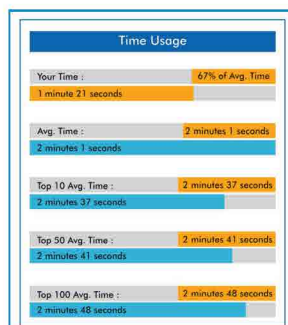 Time Usage
Your Time : 67% of Avg. Time
1 minute 21 seconds
Avg. Time : 2 minutes 1 seconds
2 minutes 1 seconds
Top 10 Avg. Time : 2 minutes 37 seconds
2 minutes 37 seconds
Top 50 Avg. Time : 2 minutes 41 seconds
2 minutes 41 seconds
Top 100 Avg. Time : 2 minutes 48 seconds
2 minutes 48 seconds